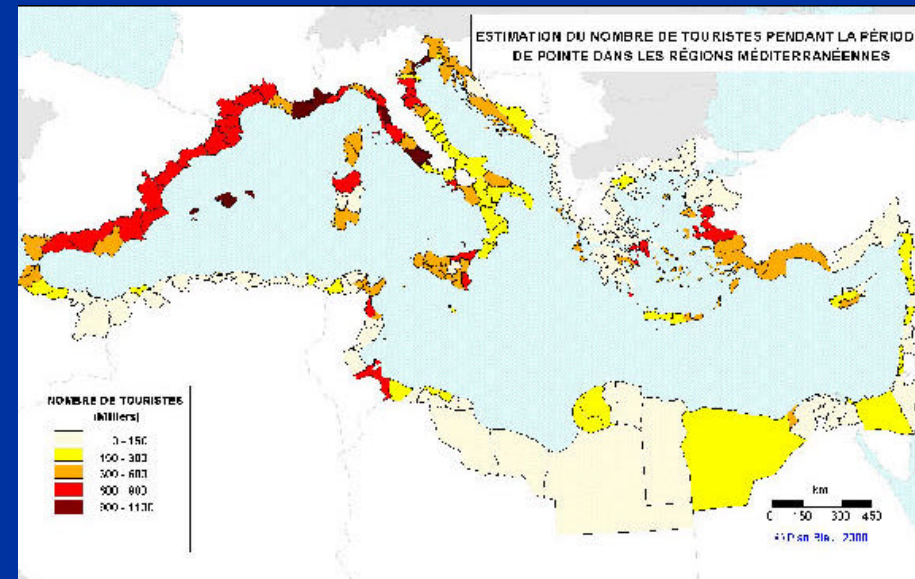 ESTIMATION DU NOMBRE DE TOURISTES PENDANT LA PÉRIOD
DE POINTE DANS LES RÉGIONS MÉDITERRANÉENNES
NOMBRE DE TOURISTES
(Milliers)
0 - 150
150 - 300
300 - 600
600 - 900
900 - 1100
km
0 150 300 450
Plan Bleu 2000